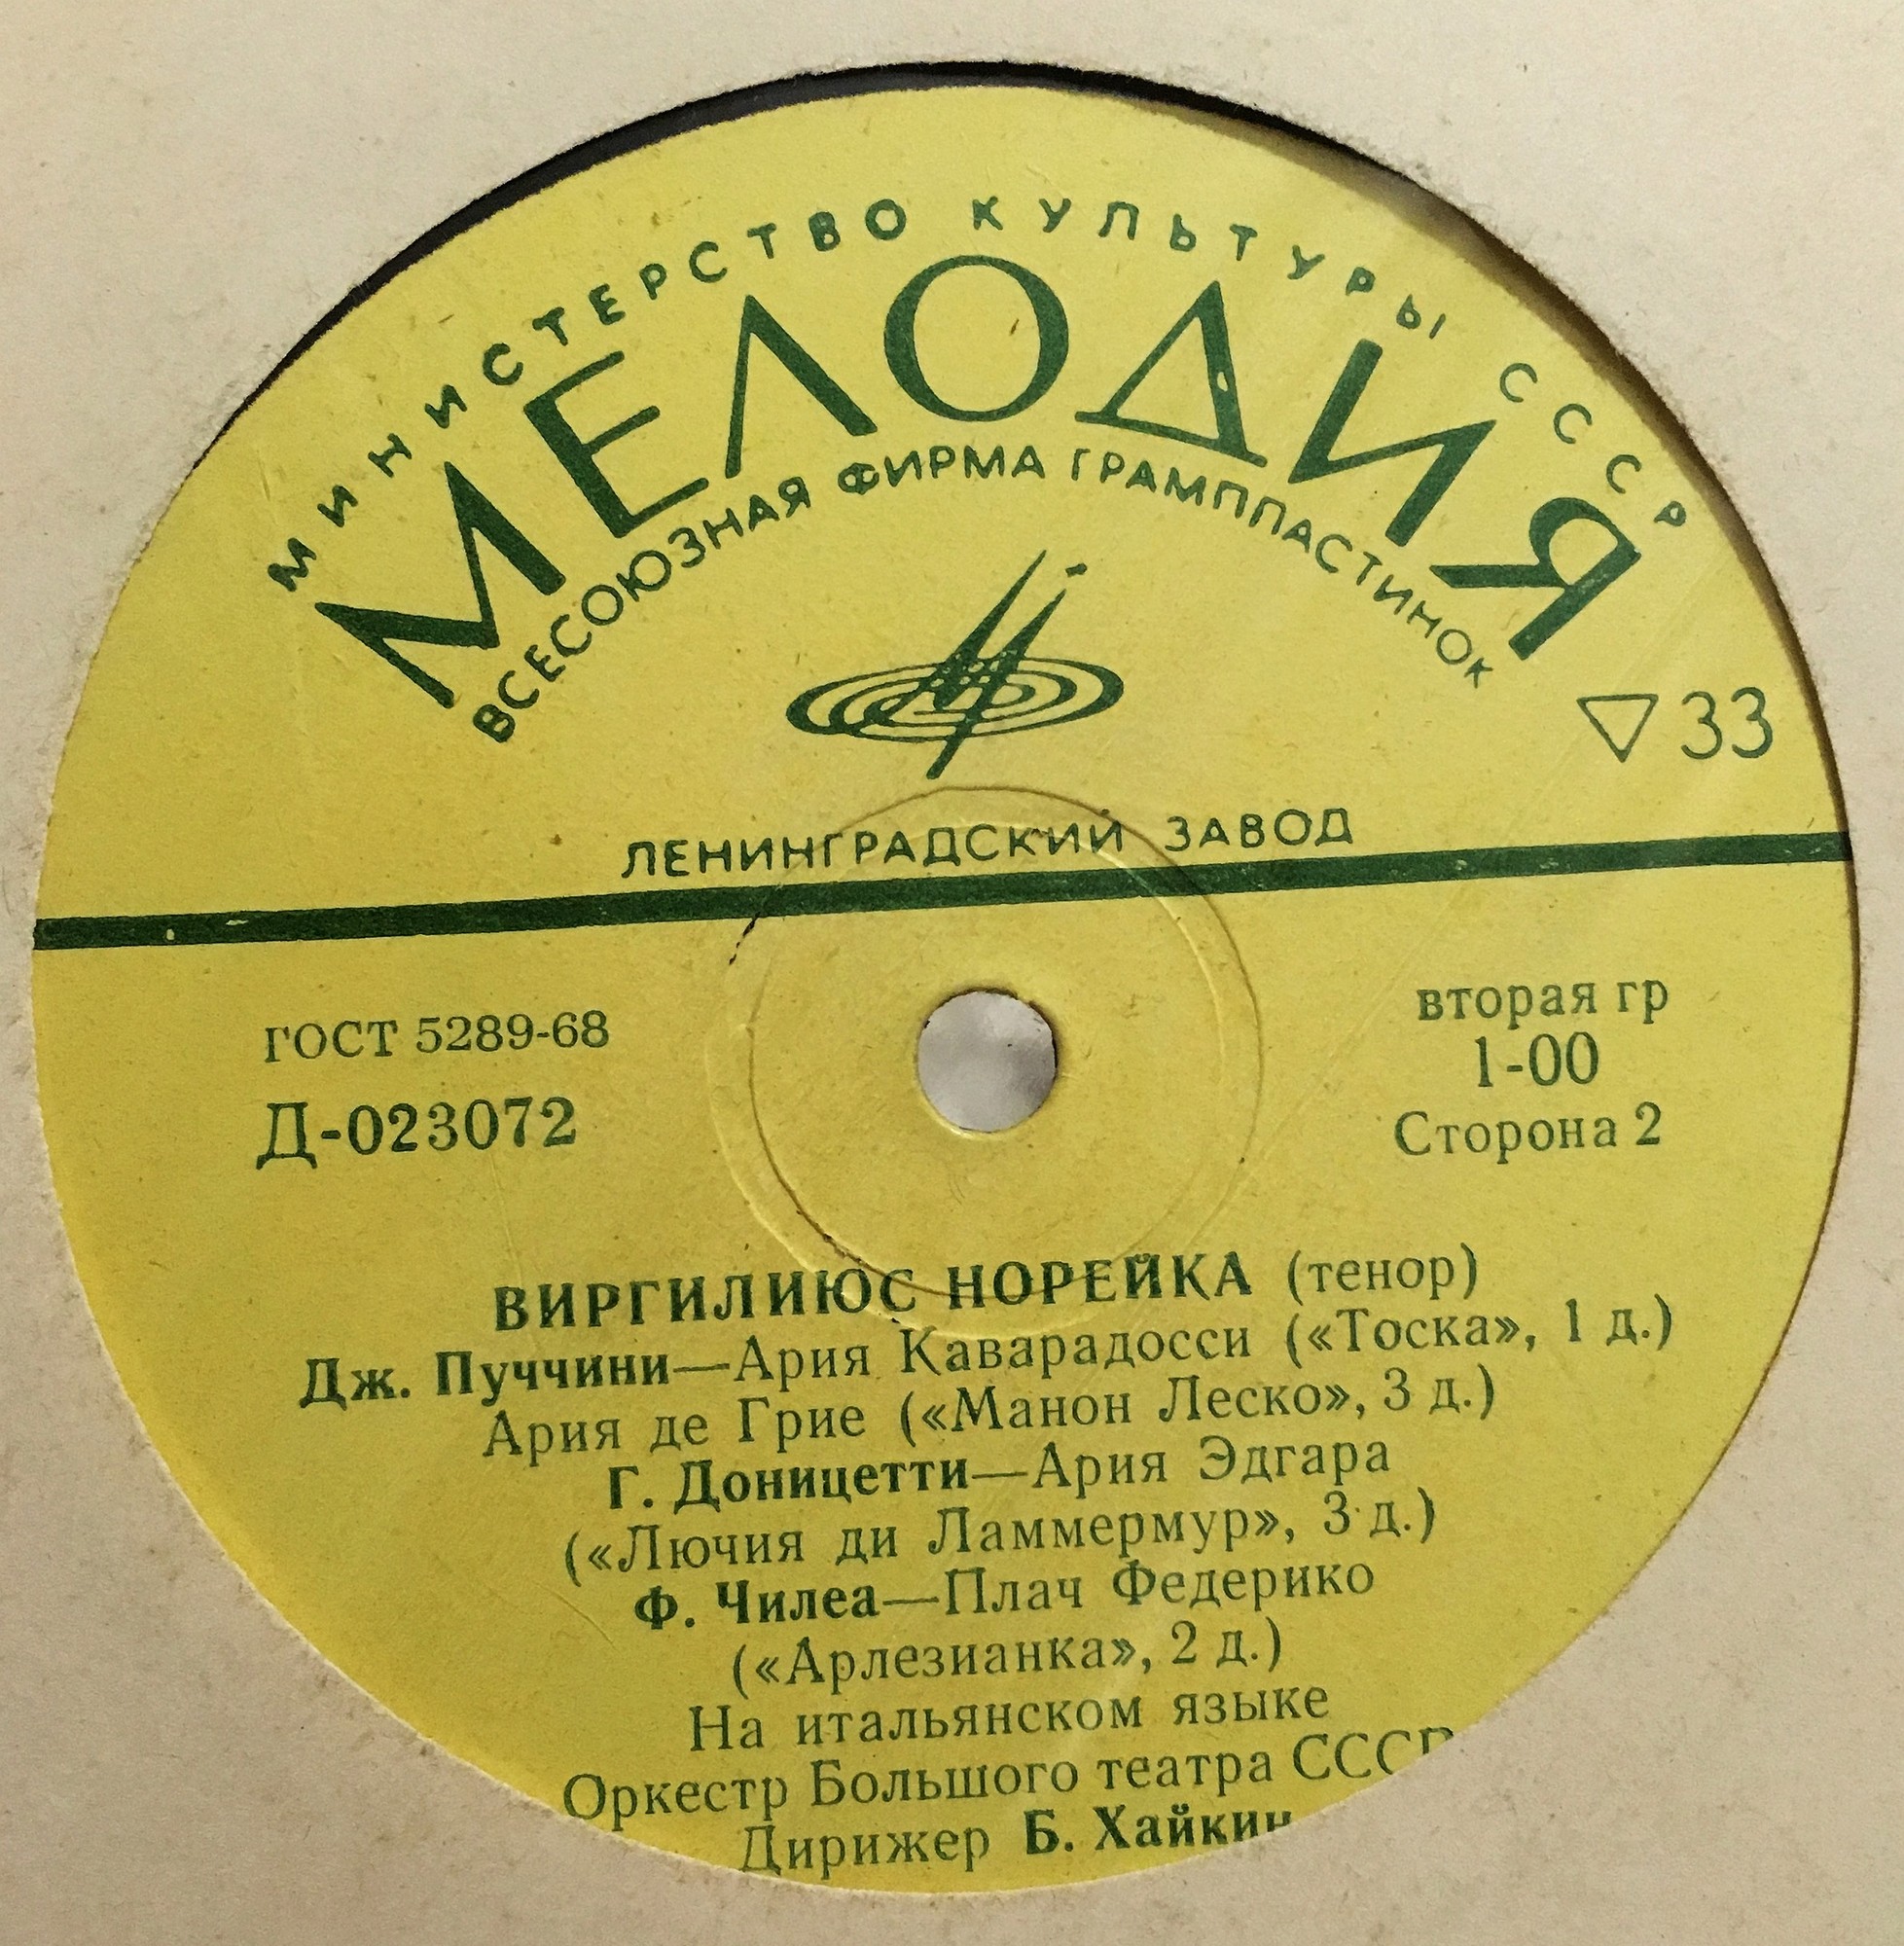 МИНИСТЕРСТВО КУЛЬТУРЫ СССР
МЕЛОДИЯ
ВСЕСОЮЗНАЯ ФИРМА ГРАМПЛАСТИНОК
33
ЛЕНИНГРАДСКИЙ ЗАВОД
ГОСТ 5289-68
Д-023072
вторая гр
1-00
Сторона 2
ВИРГИЛИЮС НОРЕЙКА (тенор)
Дж. Пуччини—Ария Каварадосси («Тоска», 1 д.)
Ария де Грие («Манон Леско», 3 д.)
Г. Доницетти—Ария Эдгара
(«Лючия ди Ламмермур», 3 д.)
Ф. Чилеа—Плач Федерико
(«Арлезианка», 2 д.)
На итальянском языке
Оркестр Большого театра СССР
Дирижер Б. Хайкин